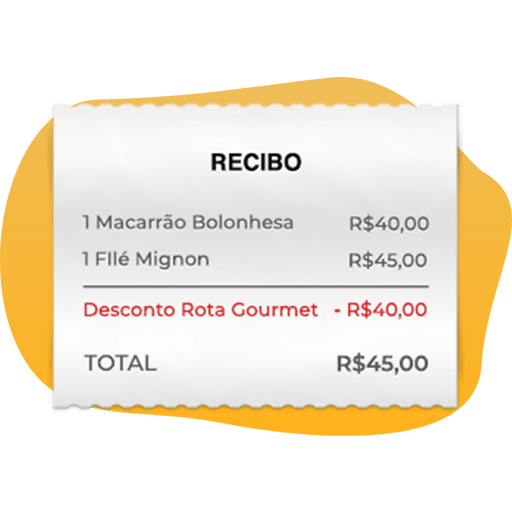 RECIBO
1 Macarrão Bolonhesa R$40,00
1 FIlé Mignon R$45,00
Desconto Rota Gourmet - R$40,00
TOTAL R$45,00